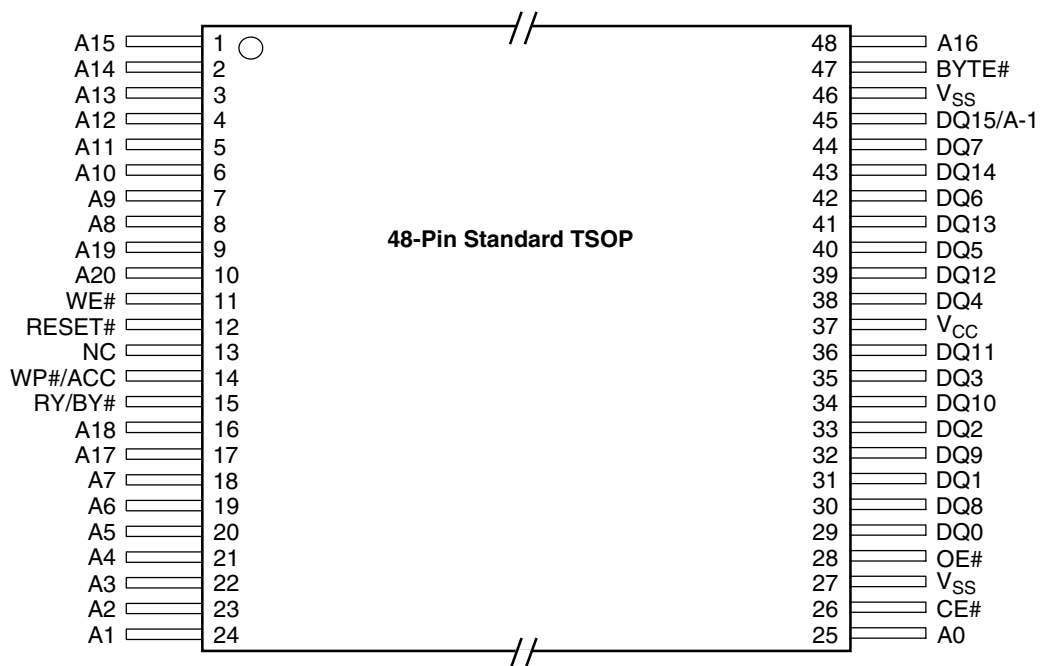 A15 1 48 A16
A14 2 47 BYTE#
A13 3 46 VSS
A12 4 45 DQ15/A-1
A11 5 44 DQ7
A10 6 43 DQ14
A9 7 42 DQ6
A8 8 41 DQ13
48-Pin Standard TSOP
A19 9 40 DQ5
A20 10 39 DQ12
WE# 11 38 DQ4
RESET# 12 37 VCC
NC 13 36 DQ11
WP#/ACC 14 35 DQ3
RY/BY# 15 34 DQ10
A18 16 33 DQ2
A17 17 32 DQ9
A7 18 31 DQ1
A6 19 30 DQ8
A5 20 29 DQ0
A4 21 28 OE#
A3 22 27 VSS
A2 23 26 CE#
A1 24 25 A0